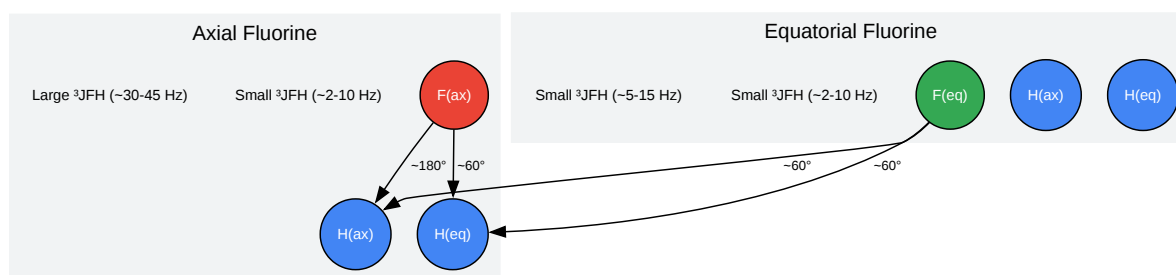 Axial Fluorine
Equatorial Fluorine
Large ³JFH (~30-45 Hz)
Small ³JFH (~2-10 Hz)
F(ax)
Small ³JFH (~5-15 Hz)
Small ³JFH (~2-10 Hz)
F(eq)
H(ax)
H(eq)
~180°
~60°
~60°
~60°
H(ax)
H(eq)